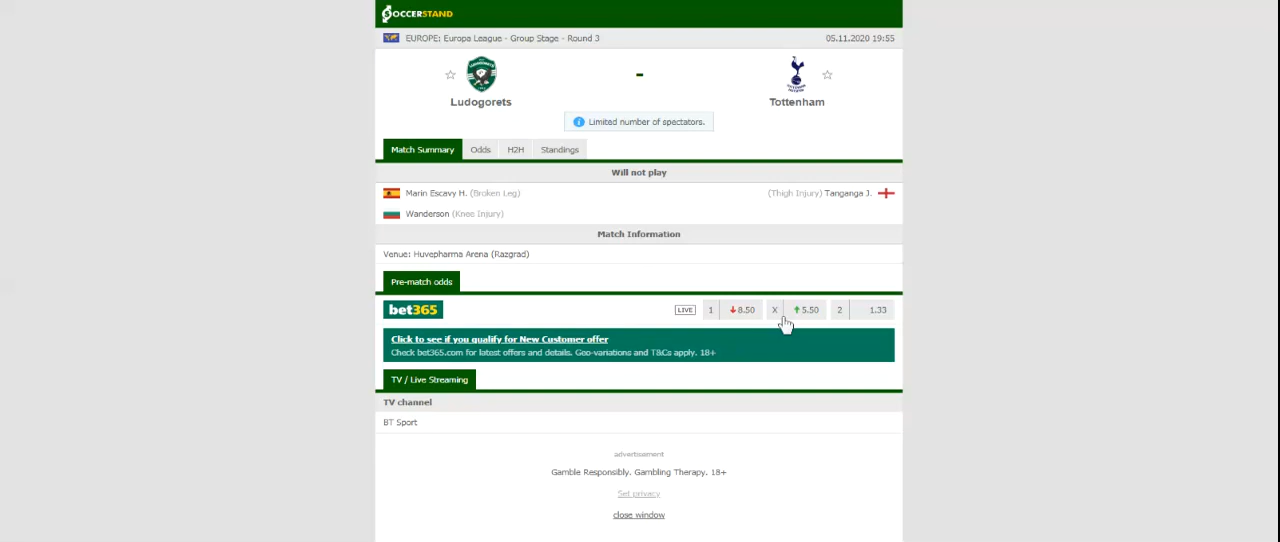 SOCCERSTAND
EUROPE: Europa League - Group Stage - Round 3 05.11.2020 19:55
-
Ludogorets Tottenham
Limited number of spectators.
Match Summary Odds H2H Standings
Will not play
Marin Escavy H. (Broken Leg) (Thigh Injury) Tanganga J.
Wanderson (Knee Injury)
Match Information
Venue: Huvepharma Arena (Razgrad)
Pre-match odds
bet365 LIVE 1 8.50 X 5.50 2 1.33
Click to see if you qualify for New Customer offer
Check bet365.com for latest offers and details. Geo-variations and T&Cs apply. 18+
TV / Live Streaming
TV channel
BT Sport
advertisement
Gamble Responsibly. Gambling Therapy. 18+
Set privacy
close window